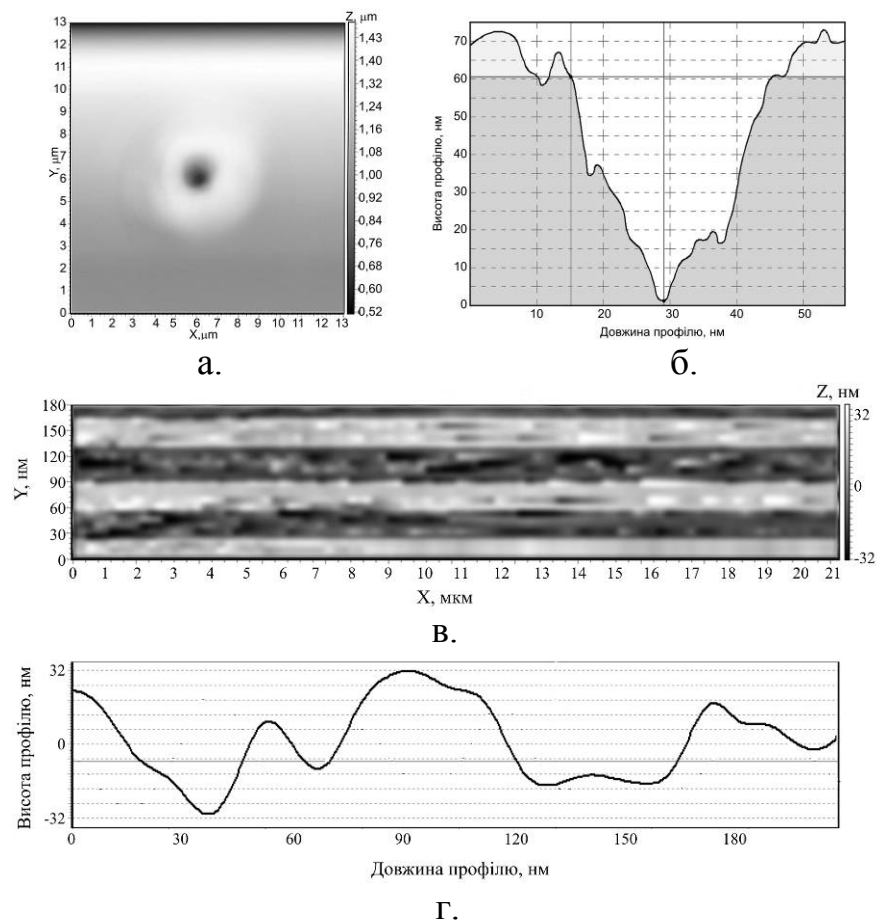 Z, μm
13
12
11
10
9
8
7
6
5
4
3
2
1
0
Y, μm
0 1 2 3 4 5 6 7 8 9 10 11 12 13
X,μm
1,43
1,40
1,30
1,24
1,16
1,08
1,00
0,92
0,84
0,76
0,68
0,60
0,52
а.
70
60
50
40
30
20
10
0
Висота профілю, нм
10 20 30 40 50
Довжина профілю, нм
б.
Z, нм
32
0
-32
180
150
120
90
60
30
0
Y, нм
0 1 2 3 4 5 6 7 8 9 10 11 12 13 14 15 16 17 18 19 20 21
X, мкм
в.
32
0
-32
Висота профілю, нм
0 30 60 90 120 150 180
Довжина профілю, нм
г.